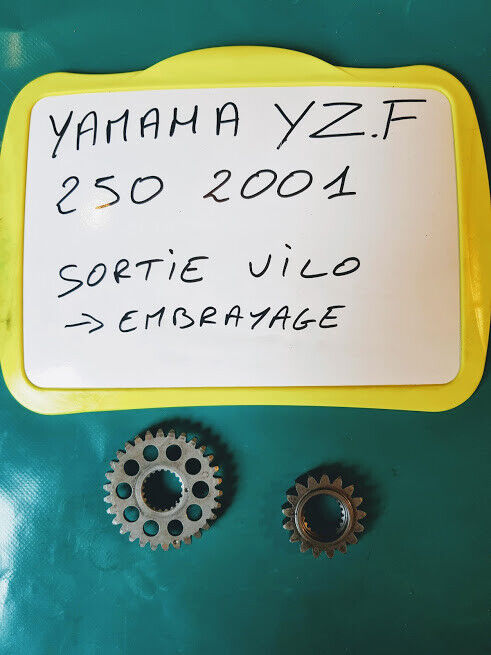 YAMAHA YZ.F
250 2001
SORTiE ViLO
→ EMBRAYAGE